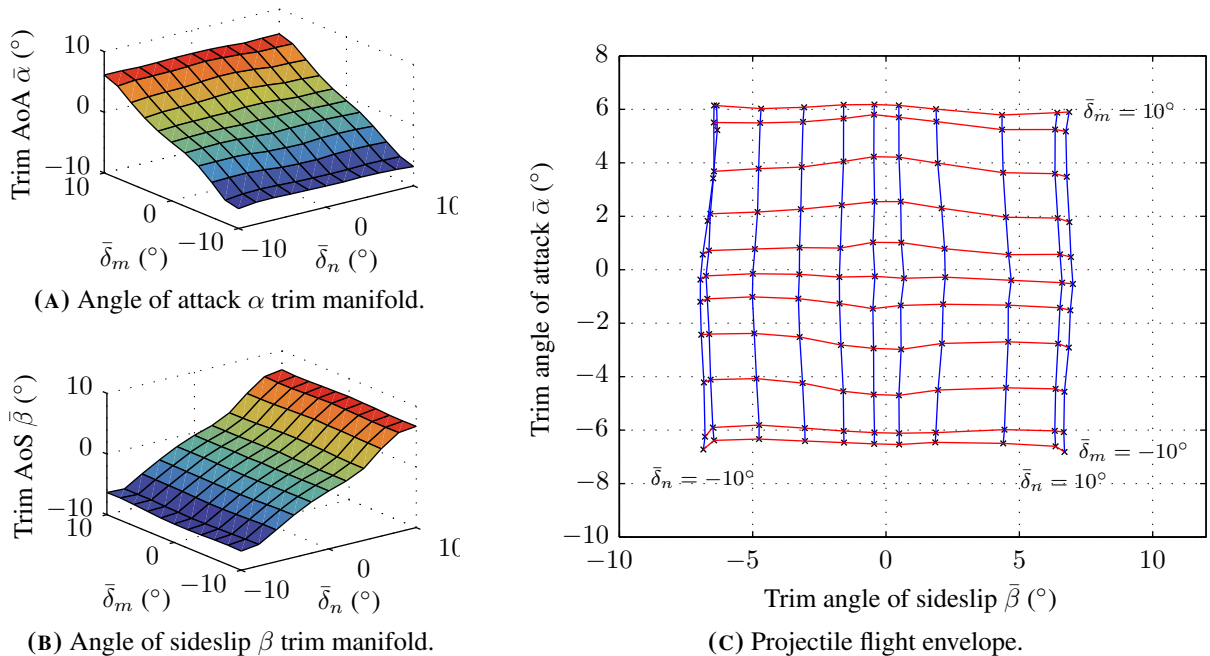 Trim AoA ᾱ (°)
10
0
−10
10
0
−10
−10
0
10
δ̄m (°)
δ̄n (°)
(A) Angle of attack α trim manifold.
Trim AoS β̄ (°)
10
0
−10
10
0
−10
−10
0
10
δ̄m (°)
δ̄n (°)
(B) Angle of sideslip β trim manifold.
Trim angle of attack ᾱ (°)
8
6
4
2
0
−2
−4
−6
−8
−10
δ̄m = 10°
δ̄m = −10°
δ̄n = −10°
δ̄n = 10°
−10
−5
0
5
10
Trim angle of sideslip β̄ (°)
(C) Projectile flight envelope.